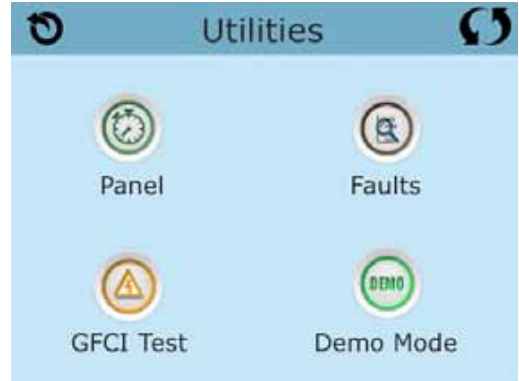 Utilities
Panel
Faults
DEMO
GFCI Test
Demo Mode